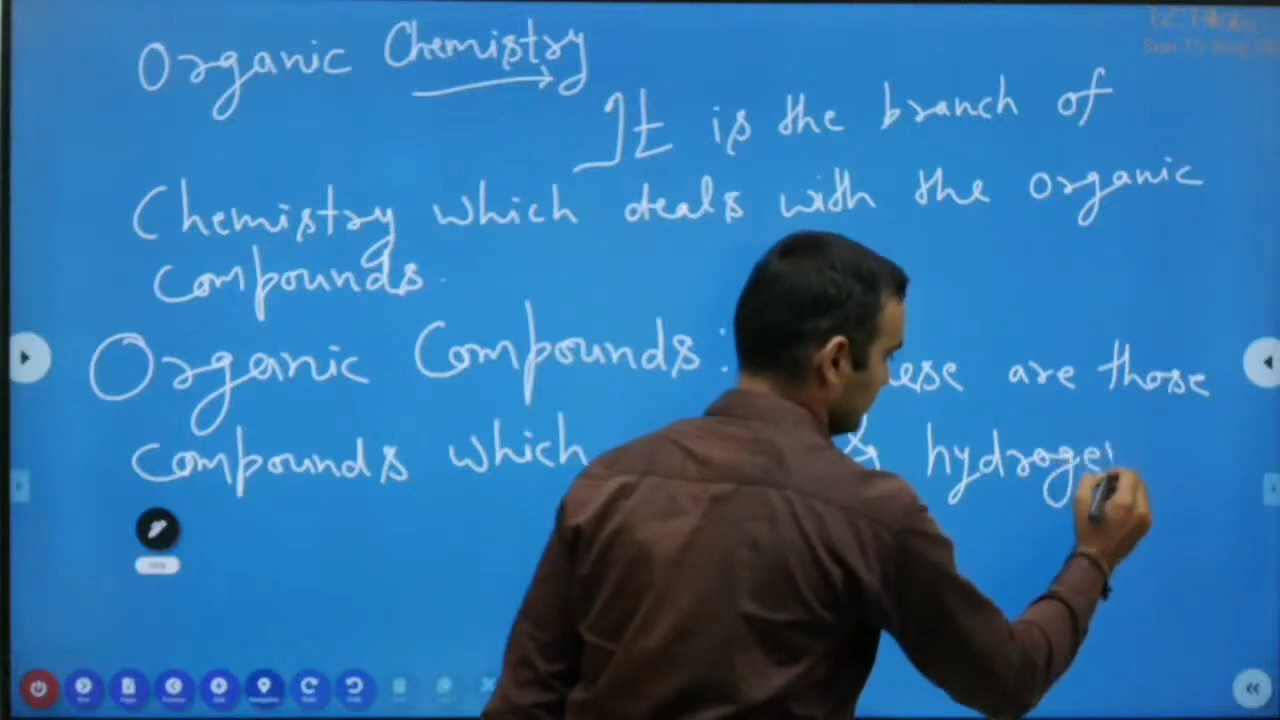 Organic Chemistry
It is the branch of
Chemistry which deals with the organic
compounds.
Organic Compounds : are those
compounds which & hydroge